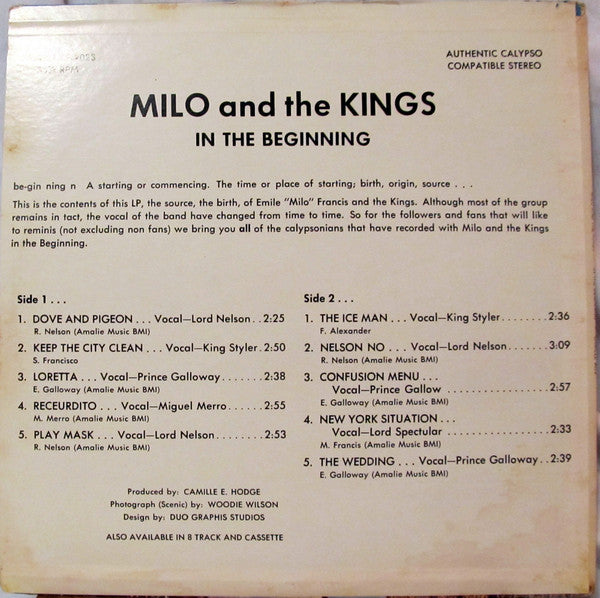 AUTHENTIC CALYPSO
COMPATIBLE STEREO
MILO and the KINGS
IN THE BEGINNING
be-gin ning n A starting or commencing. The time or place of starting; birth, origin, source . . .
This is the contents of this LP, the source, the birth, of Emile "Milo" Francis and the Kings. Although most of the group
remains in tact, the vocal of the band have changed from time to time. So for the followers and fans that will like
to reminis (not excluding non fans) we bring you all of the calypsonians that have recorded with Milo and the Kings
in the Beginning.
Side 1 . . .
1. DOVE AND PIGEON . . . Vocal—Lord Nelson . . 2:25
R. Nelson (Amalie Music BMI)
2. KEEP THE CITY CLEAN . . . Vocal—King Styler . 2:50
S. Francisco
3. LORETTA . . . Vocal—Prince Galloway . . . . . . . 2:38
E. Galloway (Amalie Music BMI)
4. RECEURDITO . . . Vocal—Miguel Merro . . . . . 2:55
M. Merro (Amalie Music BMI)
5. PLAY MASK . . . Vocal—Lord Nelson . . . . . . . . 2:53
R. Nelson (Amalie Music BMI)
Side 2 . . .
1. THE ICE MAN . . . Vocal—King Styler . . . . . . . . 2:36
F. Alexander
2. NELSON NO . . . Vocal—Lord Nelson . . . . . . . . 3:09
R. Nelson (Amalie Music BMI)
3. CONFUSION MENU . . .
Vocal—Prince Gallow . . . . . . . . . . . . . . . . . . 2:57
E. Galloway (Amalie Music BMI)
4. NEW YORK SITUATION . . .
Vocal—Lord Spectular . . . . . . . . . . . . . . . . . . 2:33
M. Francis (Amalie Music BMI)
5. THE WEDDING . . . Vocal—Prince Galloway . . 2:39
E. Galloway (Amalie Music BMI)
Produced by: CAMILLE E. HODGE
Photograph (Scenic) by: WOODIE WILSON
Design by: DUO GRAPHIS STUDIOS
ALSO AVAILABLE IN 8 TRACK AND CASSETTE